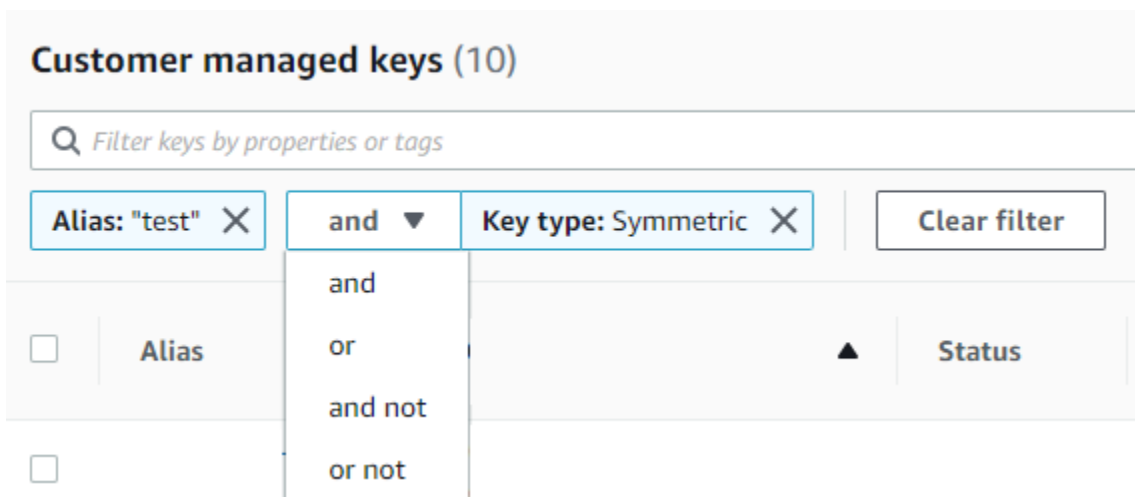 Customer managed keys (10)
Filter keys by properties or tags
Alias: "test" and Key type: Symmetric Clear filter
and
or
Alias Status
and not
or not